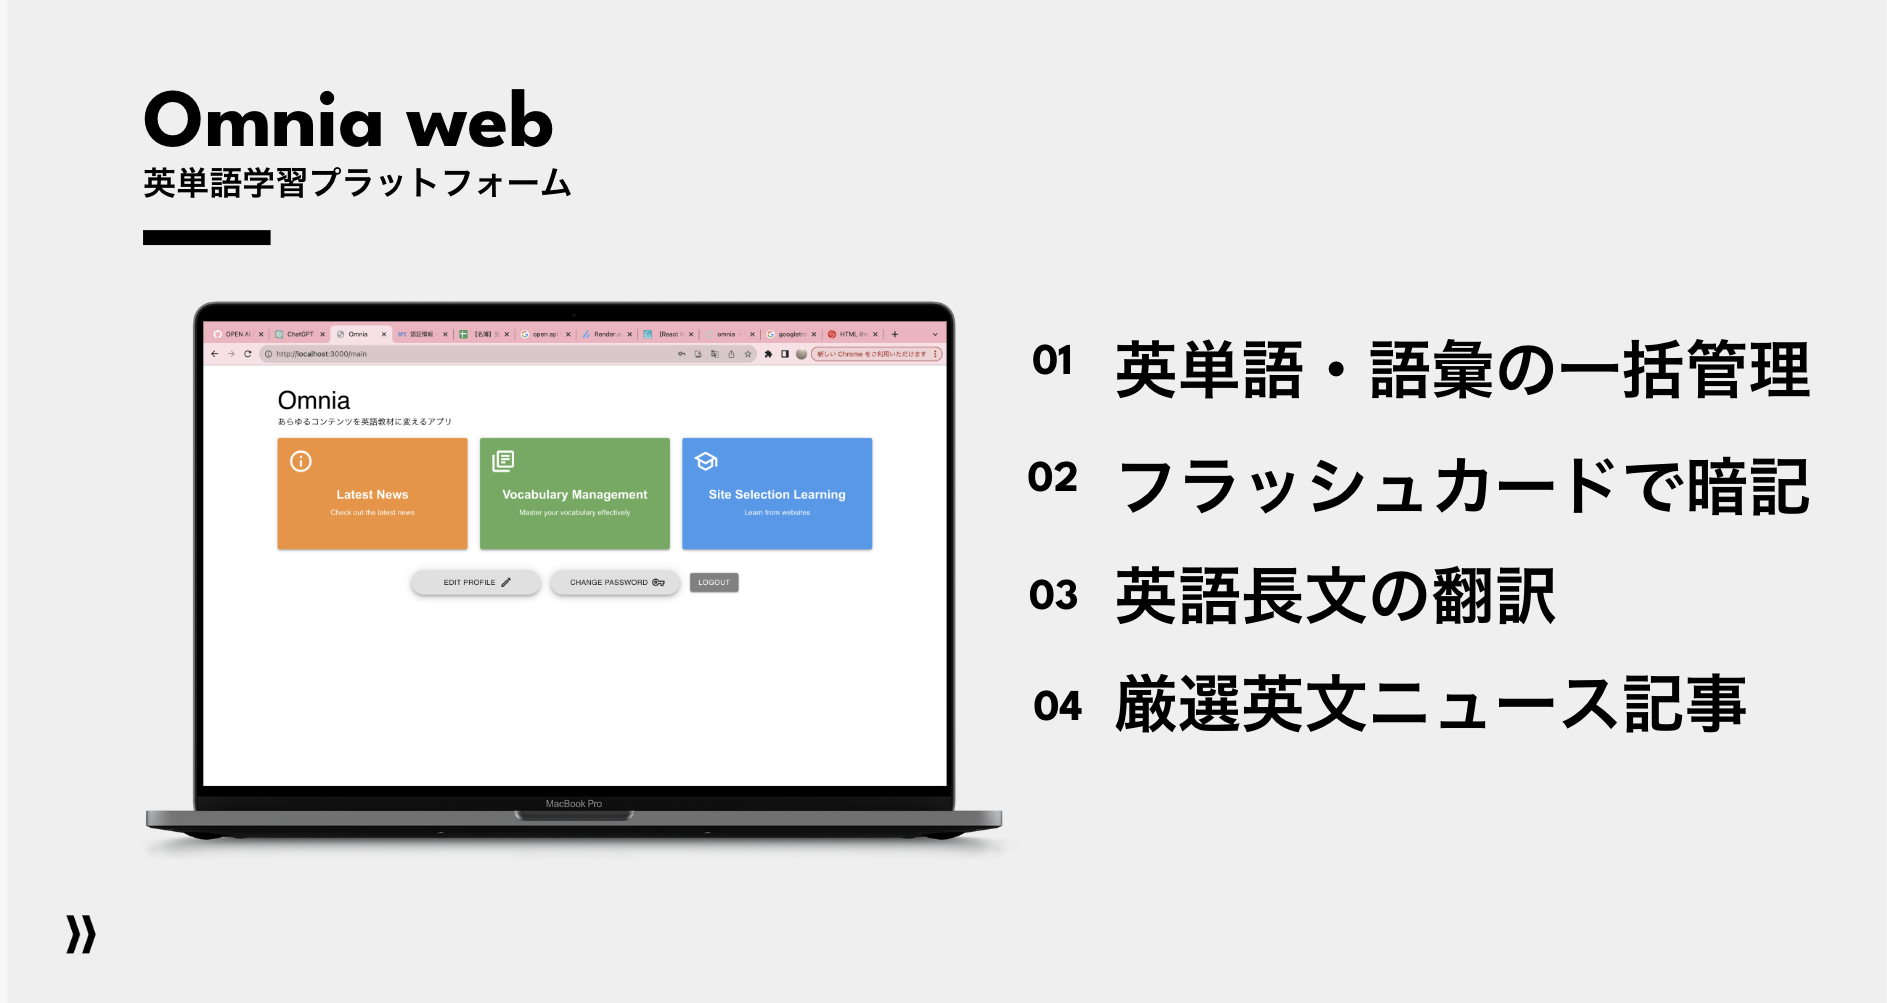 Omnia web
英単語学習プラットフォーム
OPEN AI
ChatGPT
Omnia
認証情報
【名簿】
open api
Render
【React
omnia
googletr
HTML
http://localhost:3000/main
新しい Chrome をご利用いただけます
Omnia
あらゆるコンテンツを英語教材に変えるアプリ
Latest News
Check out the latest news
Vocabulary Management
Master your vocabulary effectively
Site Selection Learning
Learn from websites
EDIT PROFILE
CHANGE PASSWORD
LOGOUT
MacBook Pro
01 英単語・語彙の一括管理
02 フラッシュカードで暗記
03 英語長文の翻訳
04 厳選英文ニュース記事